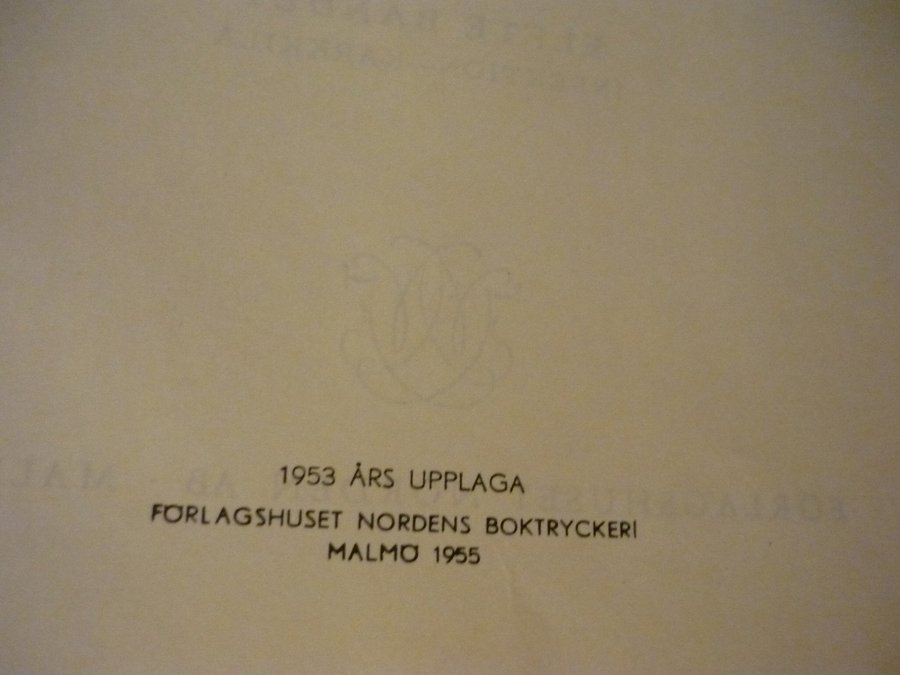 1953 ÅRS UPPLAGA
FÖRLAGSHUSET NORDENS BOKTRYCKERI
MALMÖ 1955